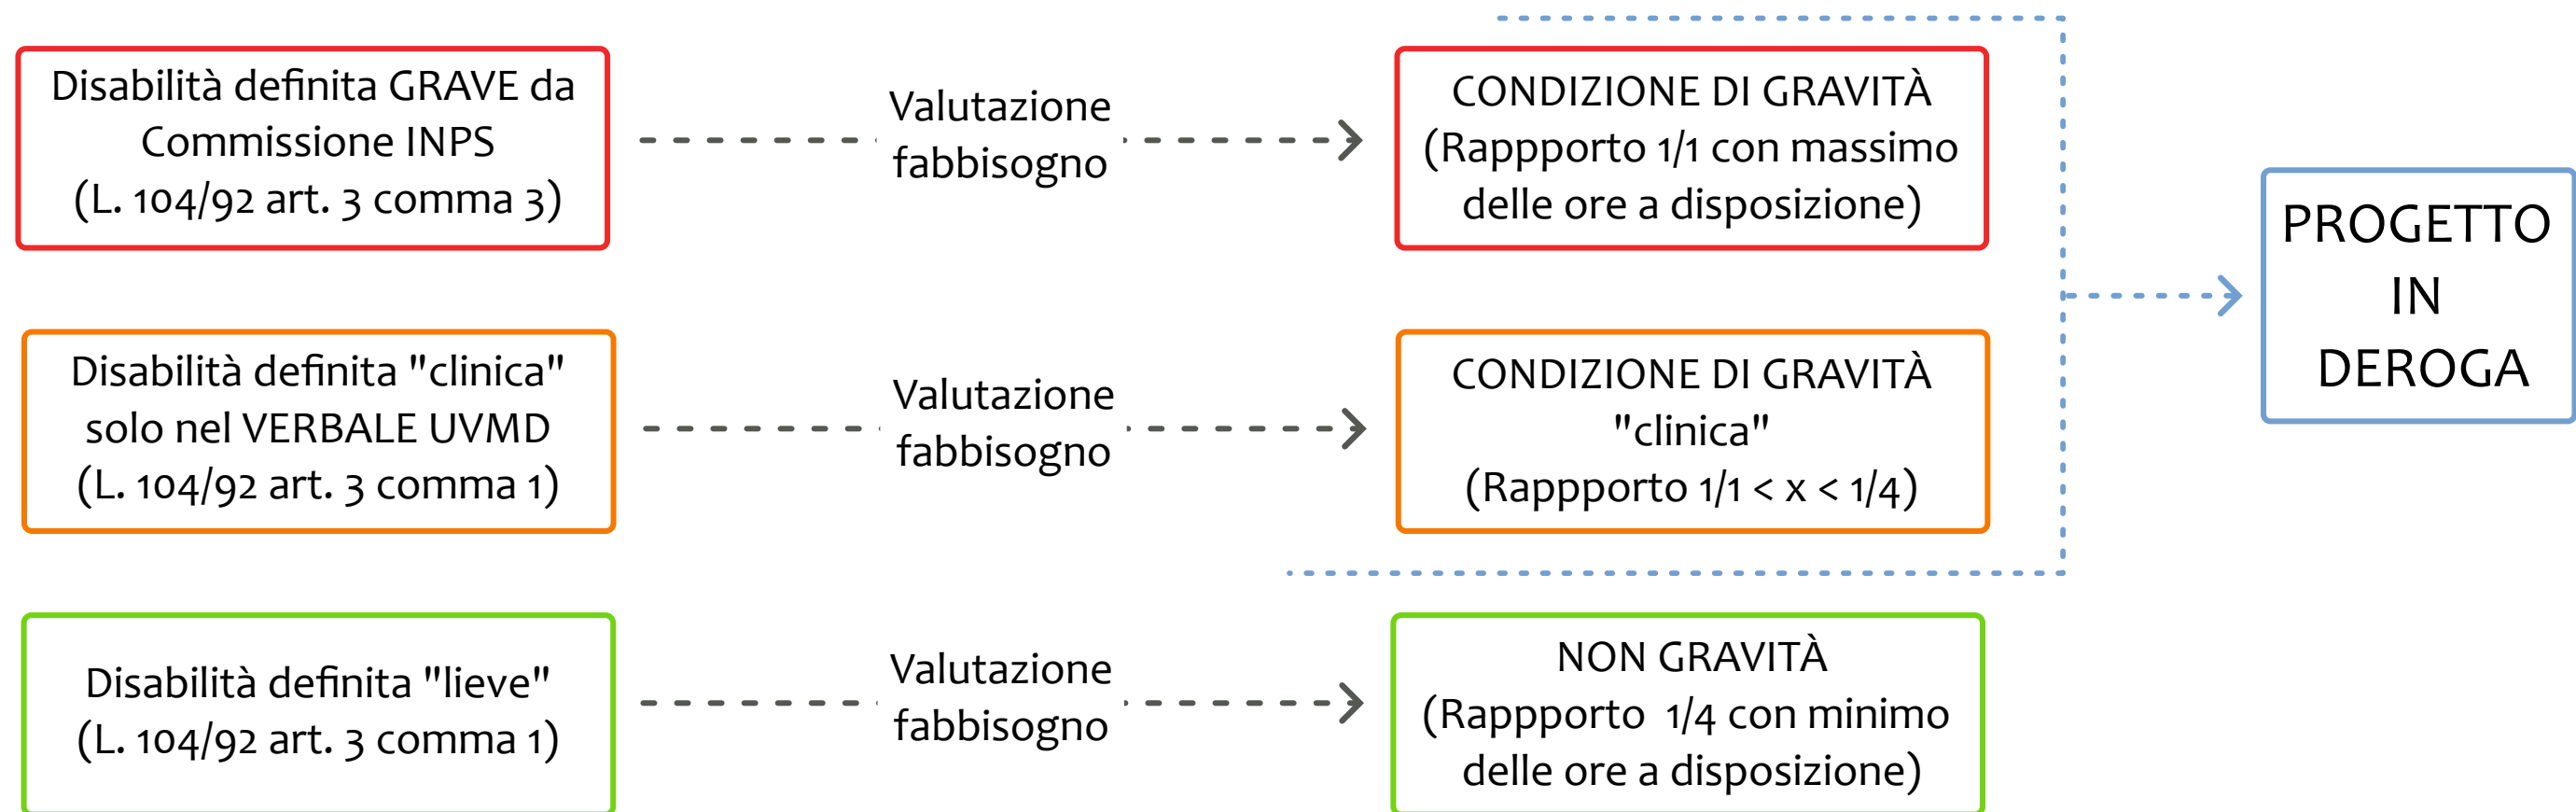 Disabilità definita GRAVE da
Commissione INPS
(L. 104/92 art. 3 comma 3)
Valutazione
fabbisogno
CONDIZIONE DI GRAVITÀ
(Rappporto 1/1 con massimo
delle ore a disposizione)
Disabilità definita "clinica"
solo nel VERBALE UVMD
(L. 104/92 art. 3 comma 1)
Valutazione
fabbisogno
CONDIZIONE DI GRAVITÀ
"clinica"
(Rappporto 1/1 < x < 1/4)
Disabilità definita "lieve"
(L. 104/92 art. 3 comma 1)
Valutazione
fabbisogno
NON GRAVITÀ
(Rappporto 1/4 con minimo
delle ore a disposizione)
PROGETTO
IN
DEROGA